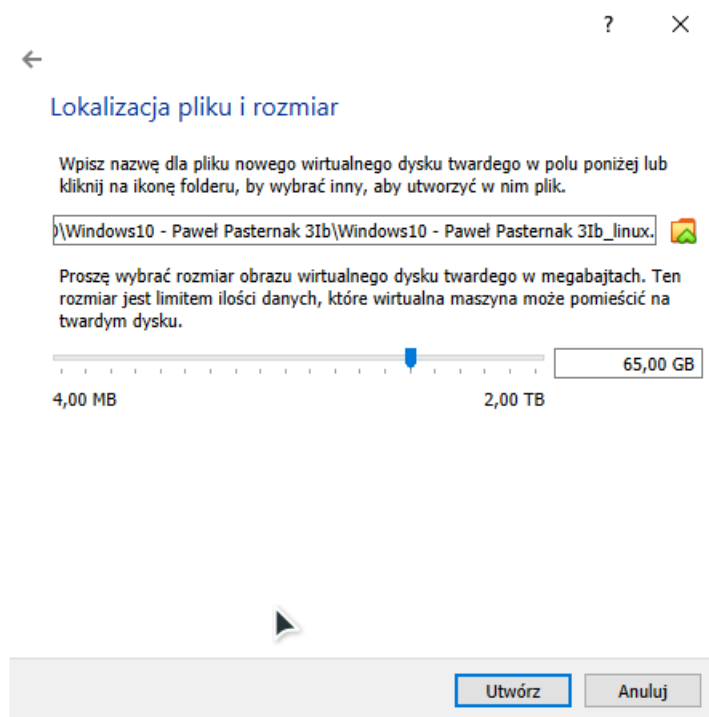 ?
Lokalizacja pliku i rozmiar
Wpisz nazwę dla pliku nowego wirtualnego dysku twardego w polu poniżej lub
kliknij na ikonę folderu, by wybrać inny, aby utworzyć w nim plik.
)\Windows10 - Paweł Pasternak 3Ib\Windows10 - Paweł Pasternak 3Ib_linux.
Proszę wybrać rozmiar obrazu wirtualnego dysku twardego w megabajtach. Ten
rozmiar jest limitem ilości danych, które wirtualna maszyna może pomieścić na
twardym dysku.
65,00 GB
4,00 MB 2,00 TB
Utwórz Anuluj